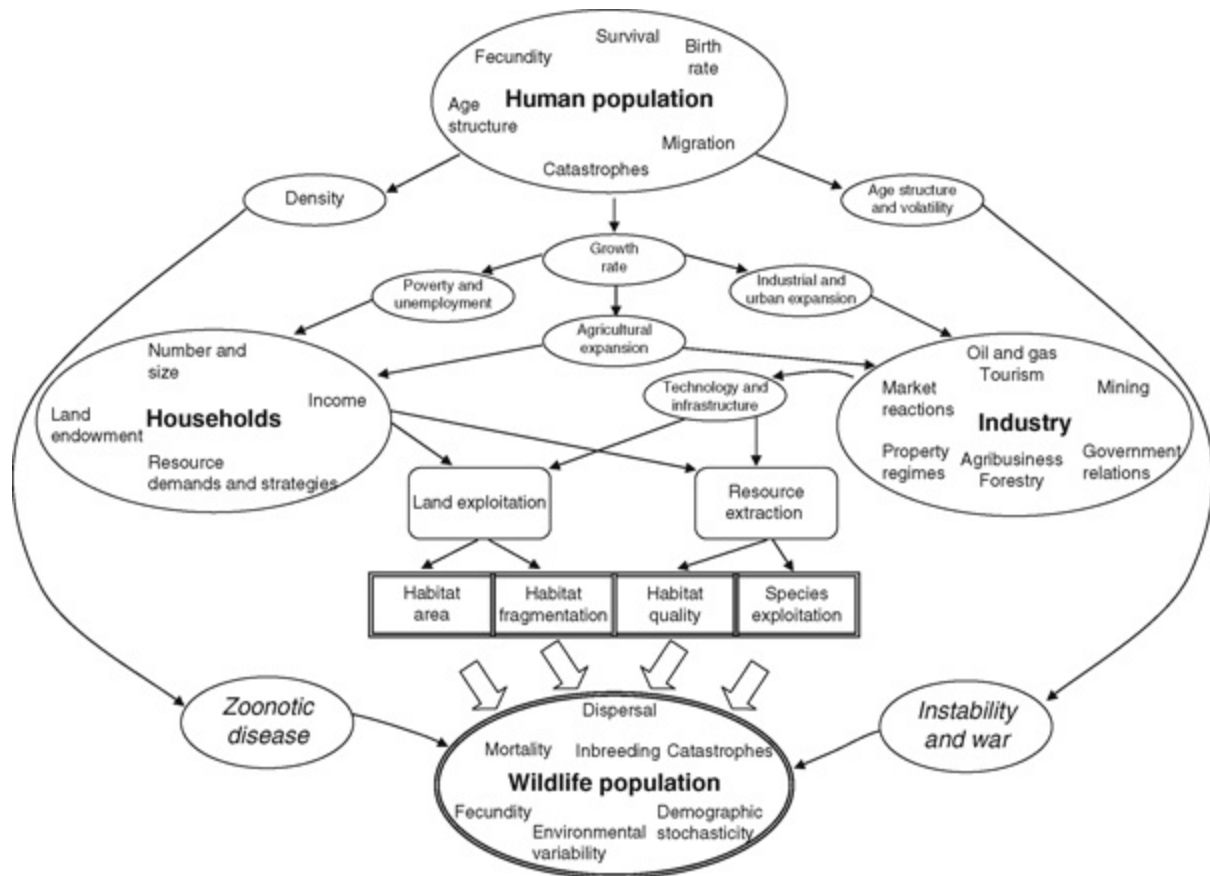 Survival
Fecundity
Birth
rate
Human population
Age
structure
Migration
Catastrophes
Density
Age structure
and volatility
Growth
rate
Poverty and
unemployment
Industrial and
urban expansion
Agricultural
expansion
Number and
size
Income
Land
endowment
Households
Resource
demands and strategies
Technology and
infrastructure
Oil and gas
Tourism
Mining
Market
reactions
Industry
Property
regimes
Agribusiness
Forestry
Government
relations
Land exploitation
Resource
extraction
Habitat
area
Habitat
fragmentation
Habitat
quality
Species
exploitation
Zoonotic
disease
Instability
and war
Dispersal
Mortality
Inbreeding
Catastrophes
Wildlife population
Fecundity
Environmental
variability
Demographic
stochasticity